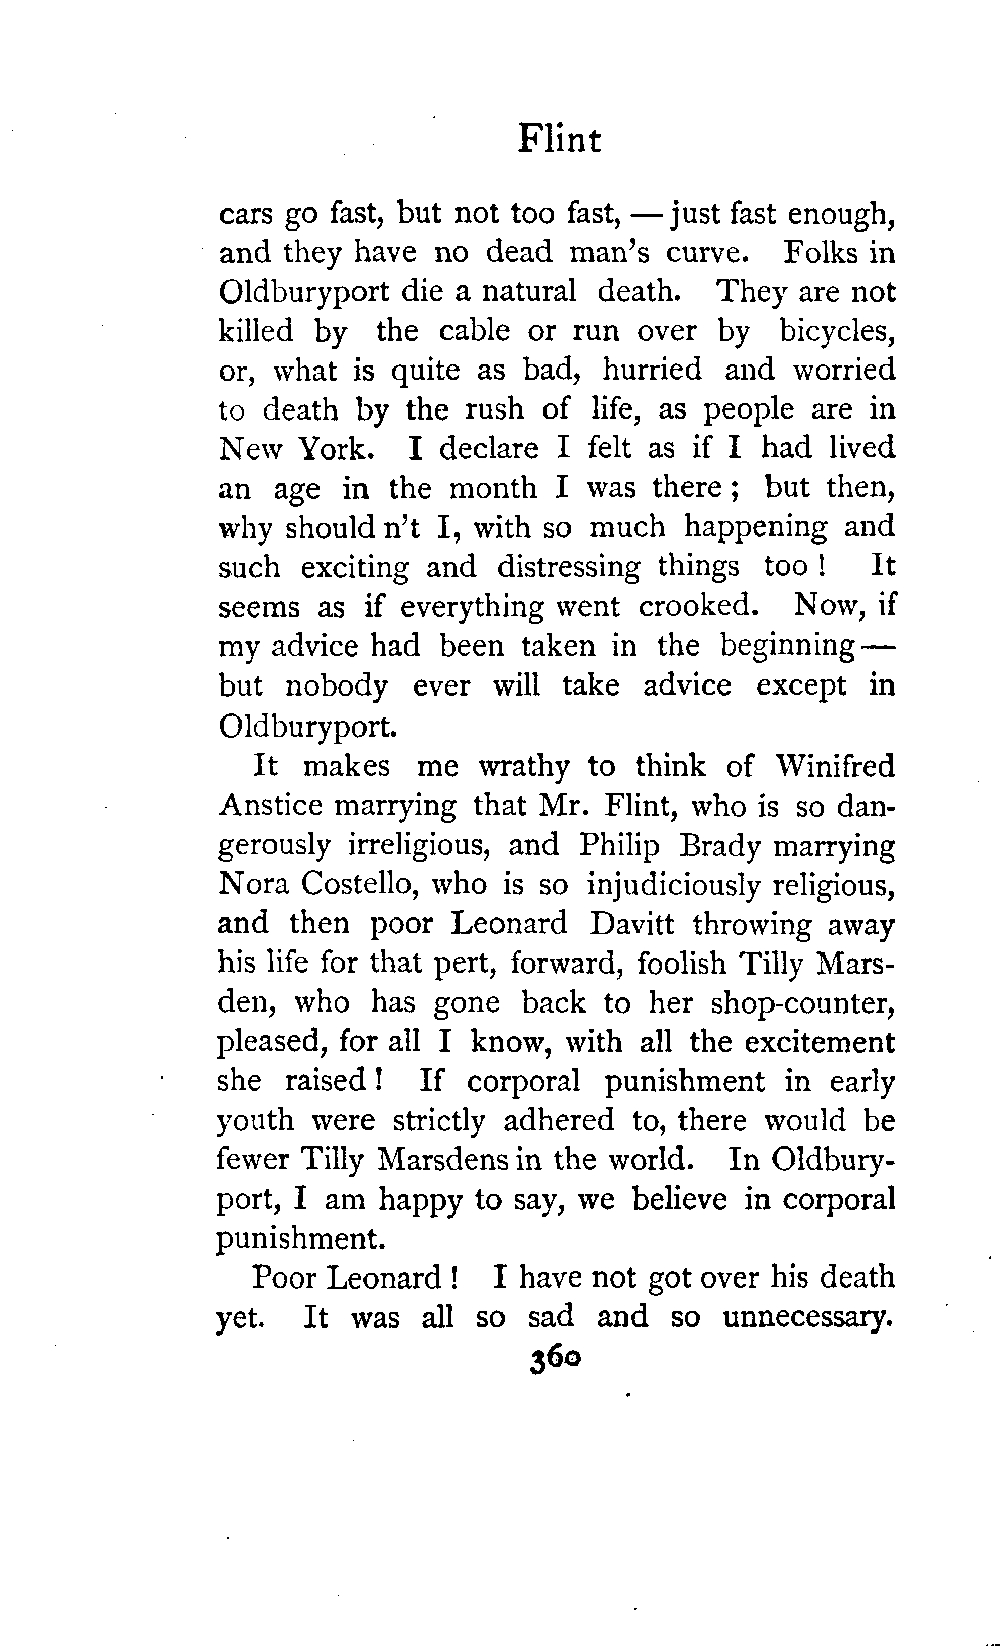 Flint
cars go fast, but not too fast, — just fast enough,
and they have no dead man's curve. Folks in
Oldburyport die a natural death. They are not
killed by the cable or run over by bicycles,
or, what is quite as bad, hurried and worried
to death by the rush of life, as people are in
New York. I declare I felt as if I had lived
an age in the month I was there ; but then,
why should n't I, with so much happening and
such exciting and distressing things too ! It
seems as if everything went crooked. Now, if
my advice had been taken in the beginning —
but nobody ever will take advice except in
Oldburyport.
It makes me wrathy to think of Winifred
Anstice marrying that Mr. Flint, who is so dan-
gerously irreligious, and Philip Brady marrying
Nora Costello, who is so injudiciously religious,
and then poor Leonard Davitt throwing away
his life for that pert, forward, foolish Tilly Mars-
den, who has gone back to her shop-counter,
pleased, for all I know, with all the excitement
she raised ! If corporal punishment in early
youth were strictly adhered to, there would be
fewer Tilly Marsdens in the world. In Oldbury-
port, I am happy to say, we believe in corporal
punishment.
Poor Leonard ! I have not got over his death
yet. It was all so sad and so unnecessary.
360